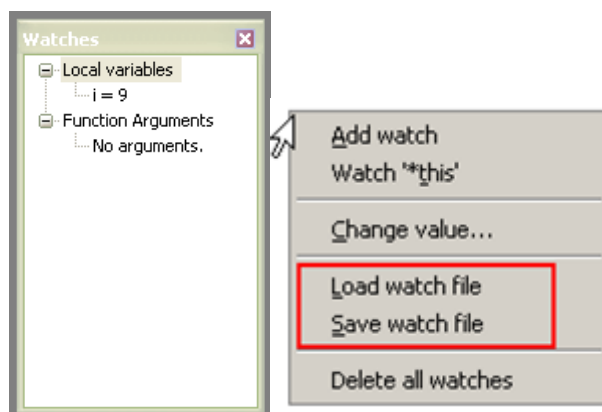 Watches
Local variables
i = 9
Function Arguments
No arguments.
Add watch
Watch '*this'
Change value...
Load watch file
Save watch file
Delete all watches